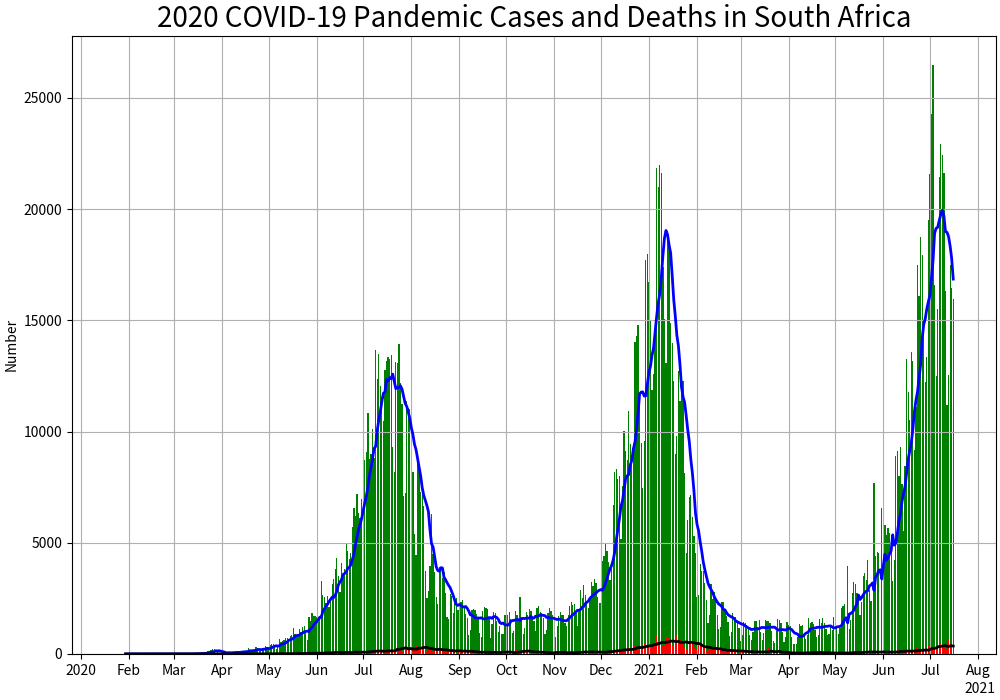 2020 COVID-19 Pandemic Cases and Deaths in South Africa
Number
25000
20000
15000
10000
5000
0
2020 Feb Mar Apr May Jun Jul Aug Sep Oct Nov Dec 2021 Feb Mar Apr May Jun Jul Aug
2021